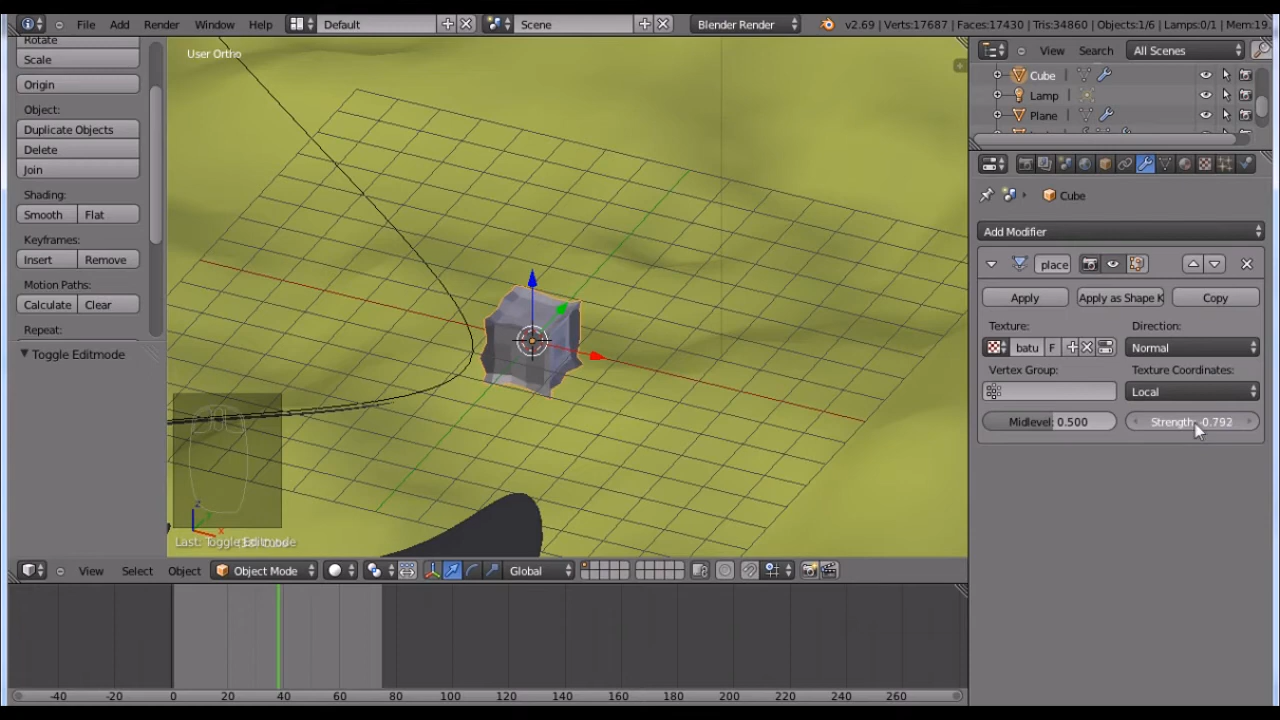 File Add Render Window Help Default Scene Blender Render v2.69 | Verts:17687 | Faces:17430 | Tris:34860 | Objects:1/6 | Lamps:0/1 | Mem:19.
Rotate
Scale
Origin
Object:
Duplicate Objects
Delete
Join
Shading:
Smooth Flat
Keyframes:
Insert Remove
Motion Paths:
Calculate Clear
Repeat:
Toggle Editmode
User Ortho
z
y
x
Last: Toggle Editmode
View Select Object Object Mode Global
-40 -20 0 20 40 60 80 100 120 140 160 180 200 220 240 260
View Search All Scenes
Cube
Lamp
Plane
Cube
Add Modifier
place
Apply Apply as Shape K Copy
Texture: Direction:
batu F Normal
Vertex Group: Texture Coordinates:
Local
Midlevel: 0.500 Strength: -0.792